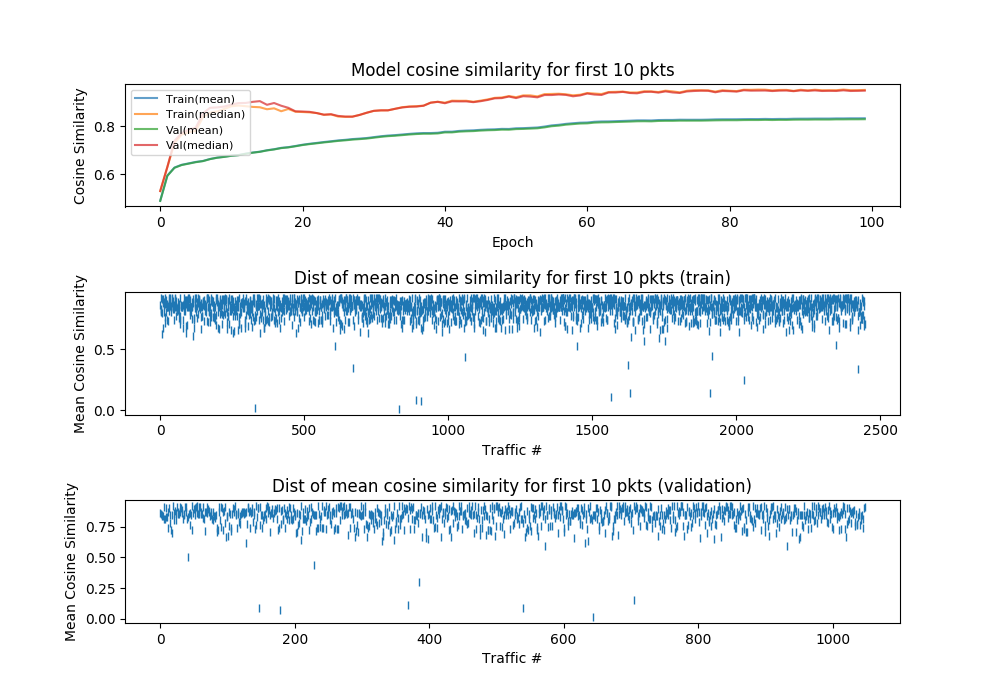 Model cosine similarity for first 10 pkts
Cosine Similarity
0.8
0.6
Train(mean)
Train(median)
Val(mean)
Val(median)
0 20 40 60 80 100
Epoch
Dist of mean cosine similarity for first 10 pkts (train)
Mean Cosine Similarity
0.5
0.0
0 500 1000 1500 2000 2500
Traffic #
Dist of mean cosine similarity for first 10 pkts (validation)
Mean Cosine Similarity
0.75
0.50
0.25
0.00
0 200 400 600 800 1000
Traffic #